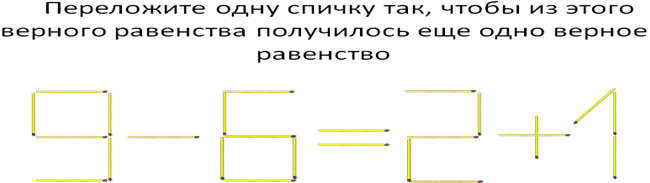 Переложите одну спичку так, чтобы из этого
верного равенства получилось еще одно верное
равенство
9 − 6 = 2 + 1